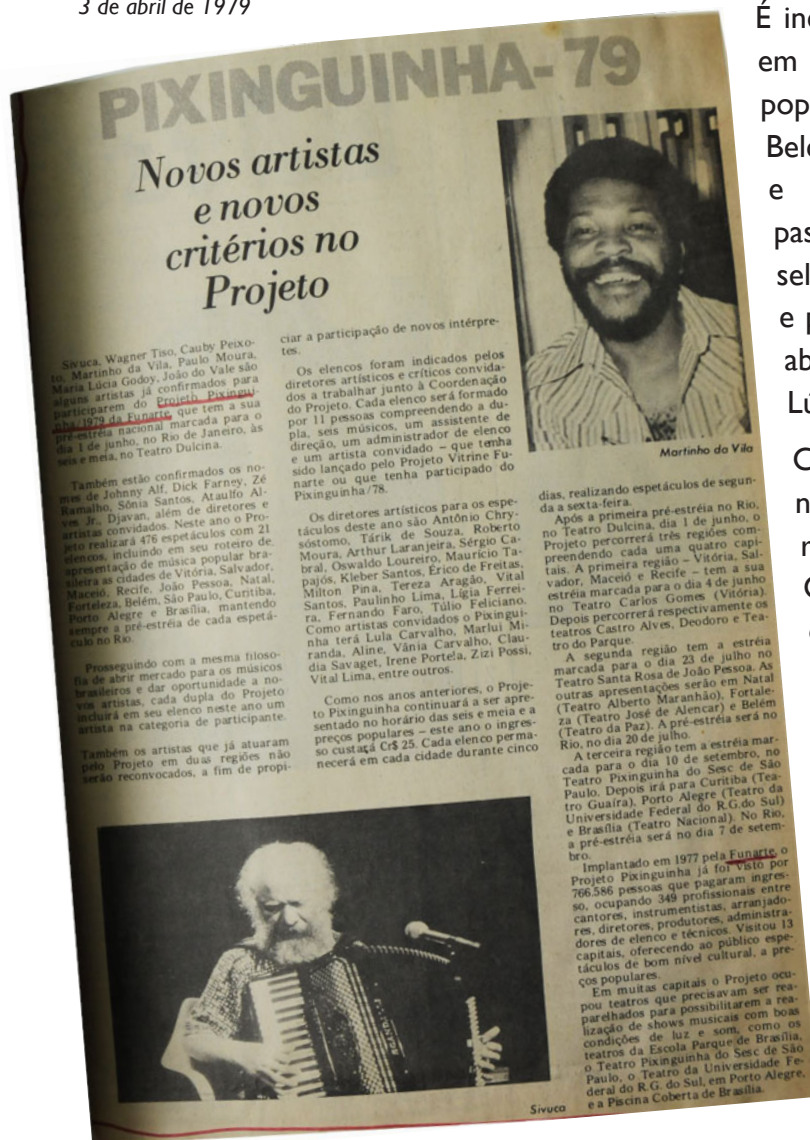 3 de abril de 1979
PIXINGUINHA-79
Novos artistas
e novos
critérios no
Projeto
Sivuca, Wagner Tiso, Cauby Peixo-
to, Martinho da Vila, Paulo Moura,
Maria Lúcia Godoy, João do Vale são
alguns artistas já confirmados para
participarem do Projeto Pixingui-
nha/1979 da Funarte, que tem a sua
pré-estréia nacional marcada para o
dia 1 de junho, no Rio de Janeiro, às
seis e meia, no Teatro Dulcina.
Também estão confirmados os no-
mes de Johnny Alf, Dick Farney, Zé
Ramalho, Sônia Santos, Ataulfo Al-
ves Jr., Djavan, além de diretores e
artistas convidados. Neste ano o Pro-
jeto realizará 476 espetáculos com 21
elencos, incluindo em seu roteiro de
apresentação de música popular bra-
sileira as cidades de Vitória, Salvador,
Maceió, Recife, João Pessoa, Natal,
Forteleza, Belém, São Paulo, Curitiba,
Porto Alegre e Brasília, mantendo
sempre a pré-estréia de cada espetá-
culo no Rio.
Prosseguindo com a mesma filoso-
fia de abrir mercado para os músicos
brasileiros e dar oportunidade a no-
vos artistas, cada dupla do Projeto
incluirá em seu elenco neste ano um
artista na categoria de participante.
Também os artistas que já atuaram
pelo Projeto em duas regiões não
serão reconvocados, a fim de propi-
ciar a participação de novos intérpre-
tes.
Os elencos foram indicados pelos
diretores artísticos e críticos convida-
dos a trabalhar junto à Coordenação
do Projeto. Cada elenco será formado
por 11 pessoas compreendendo a du-
pla, seis músicos, um assistente de
direção, um administrador de elenco
e um artista convidado – que tenha
sido lançado pelo Projeto Vitrine Fu-
narte ou que tenha participado do
Pixinguinha/78.
Os diretores artísticos para os espe-
táculos deste ano são Antônio Chry-
sóstomo, Tárik de Souza, Roberto
Moura, Arthur Laranjeira, Sérgio Ca-
bral, Oswaldo Loureiro, Maurício Ta-
pajós, Kleber Santos, Érico de Freitas,
Milton Pina, Tereza Aragão, Vital
Santos, Paulinho Lima, Lígia Ferrei-
ra, Fernando Faro, Túlio Feliciano.
Como artistas convidados o Pixingui-
nha terá Lula Carvalho, Marlui Mi-
randa, Aline, Vânia Carvalho, Clau-
dia Savaget, Irene Portela, Zizi Possi,
Vital Lima, entre outros.
Como nos anos anteriores, o Proje-
to Pixinguinha continuará a ser apre-
sentado no horário das seis e meia e a
preços populares – este ano o ingres-
so custará Cr$ 25. Cada elenco perma-
necerá em cada cidade durante cinco
Martinho da Vila
dias, realizando espetáculos de segun-
da a sexta-feira.
Após a primeira pré-estréia no Rio,
no Teatro Dulcina, dia 1 de junho, o
Projeto percorrerá três regiões com-
preendendo cada uma quatro capi-
tais. A primeira região – Vitória, Sal-
vador, Maceió e Recife – tem a sua
estréia marcada para o dia 4 de junho
no Teatro Carlos Gomes (Vitória).
Depois percorrerá respectivamente os
teatros Castro Alves, Deodoro e Tea-
tro do Parque.
A segunda região tem a estréia
marcada para o dia 23 de julho no
Teatro Santa Rosa de João Pessoa. As
outras apresentações serão em Natal
(Teatro Alberto Maranhão), Fortale-
za (Teatro José de Alencar) e Belém
(Teatro da Paz). A pré-estréia será no
Rio, no dia 20 de julho.
A terceira região tem a estréia mar-
cada para o dia 10 de setembro, no
Teatro Pixinguinha do Sesc de São
Paulo. Depois irá para Curitiba (Tea-
tro Guaíra), Porto Alegre (Teatro da
Universidade Federal do R.G.do Sul)
e Brasília (Teatro Nacional). No Rio,
a pré-estréia será no dia 7 de setem-
bro.
Implantado em 1977 pela Funarte, o
Projeto Pixinguinha já foi visto por
766.586 pessoas que pagaram ingres-
so, ocupando 349 profissionais entre
cantores, instrumentistas, arranjado-
res, diretores, produtores, administra-
dores de elenco e técnicos. Visitou 13
capitais, oferecendo ao público espe-
táculos de bom nível cultural, a pre-
ços populares.
Em muitas capitais o Projeto ocu-
pou teatros que precisavam ser rea-
parelhados para possibilitarem a rea-
lização de shows musicais com boas
condições de luz e som, como os
teatros da Escola Parque de Brasília,
o Teatro Pixinguinha do Sesc de São
Paulo, o Teatro da Universidade Fe-
deral do R.G. do Sul, em Porto Alegre,
e a Piscina Coberta de Brasília.
Sivuca
É
em
e
e